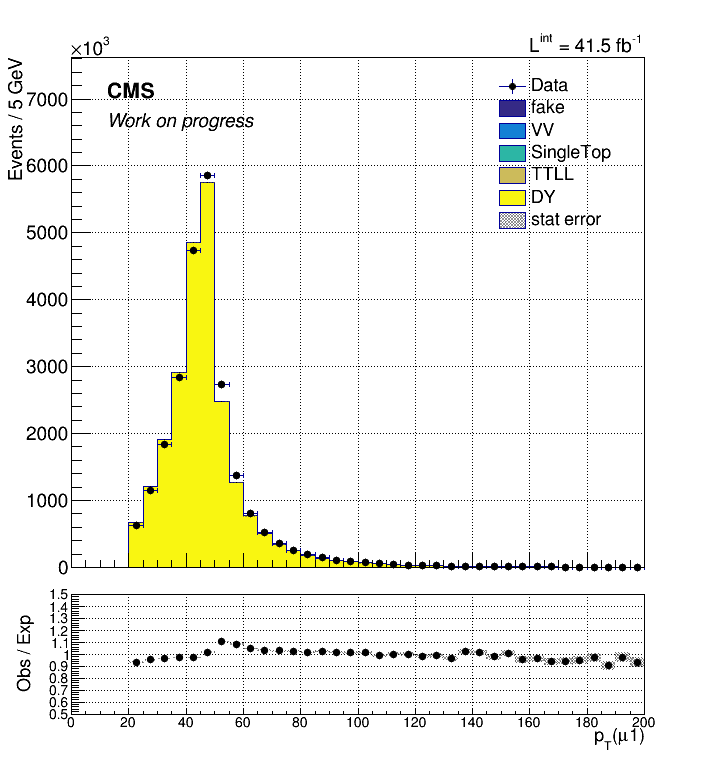 ×10³
L^int = 41.5 fb⁻¹
Events / 5 GeV
CMS
Work on progress
Data
fake
VV
SingleTop
TTLL
DY
stat error
7000
6000
5000
4000
3000
2000
1000
0
Obs / Exp
1.5
1.4
1.3
1.2
1.1
1
0.9
0.8
0.7
0.6
0.5
0 20 40 60 80 100 120 140 160 180 200
p_T(μ1)